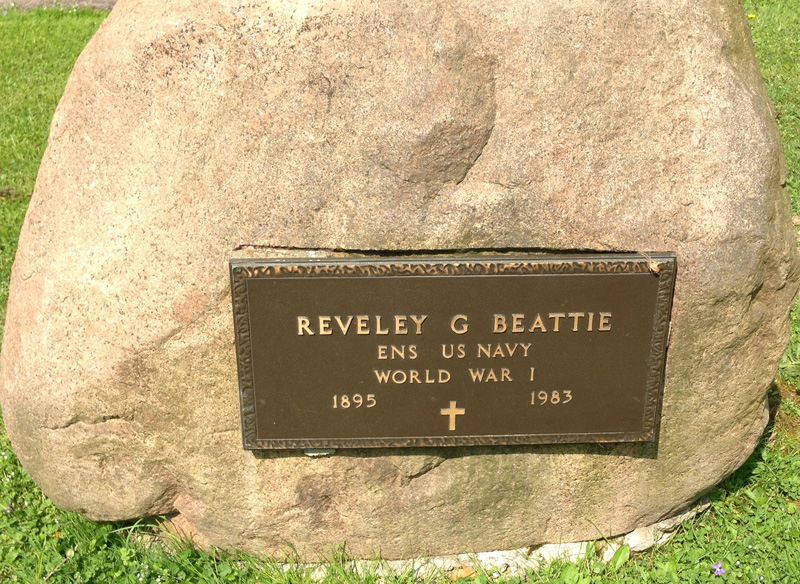 REVELEY G BEATTIE
ENS US NAVY
WORLD WAR I
1895 1983